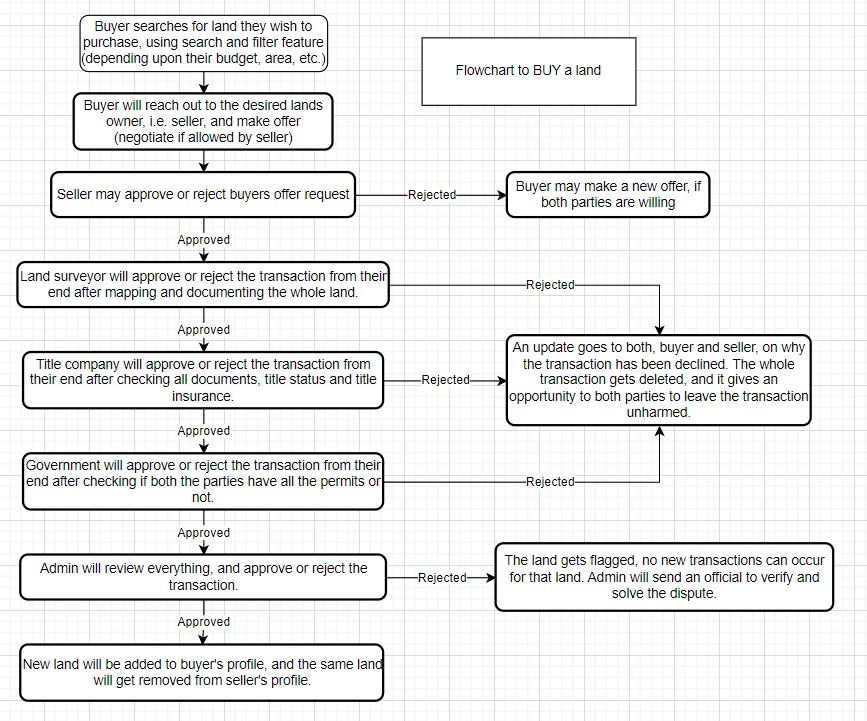 Buyer searches for land they wish to
purchase, using search and filter feature
(depending upon their budget, area, etc.)
Flowchart to BUY a land
Buyer will reach out to the desired lands
owner, i.e. seller, and make offer
(negotiate if allowed by seller)
Seller may approve or reject buyers offer request
Rejected
Buyer may make a new offer, if
both parties are willing
Approved
Land surveyor will approve or reject the transaction from their
end after mapping and documenting the whole land.
Rejected
Approved
Title company will approve or reject the transaction from
their end after checking all documents, title status and title
insurance.
Rejected
An update goes to both, buyer and seller, on why
the transaction has been declined. The whole
transaction gets deleted, and it gives an
opportunity to both parties to leave the transaction
unharmed.
Approved
Government will approve or reject the transaction from their
end after checking if both the parties have all the permits or
not.
Rejected
Approved
Admin will review everything, and approve or reject the
transaction.
Rejected
The land gets flagged, no new transactions can occur
for that land. Admin will send an official to verify and
solve the dispute.
Approved
New land will be added to buyer's profile, and the same land
will get removed from seller's profile.